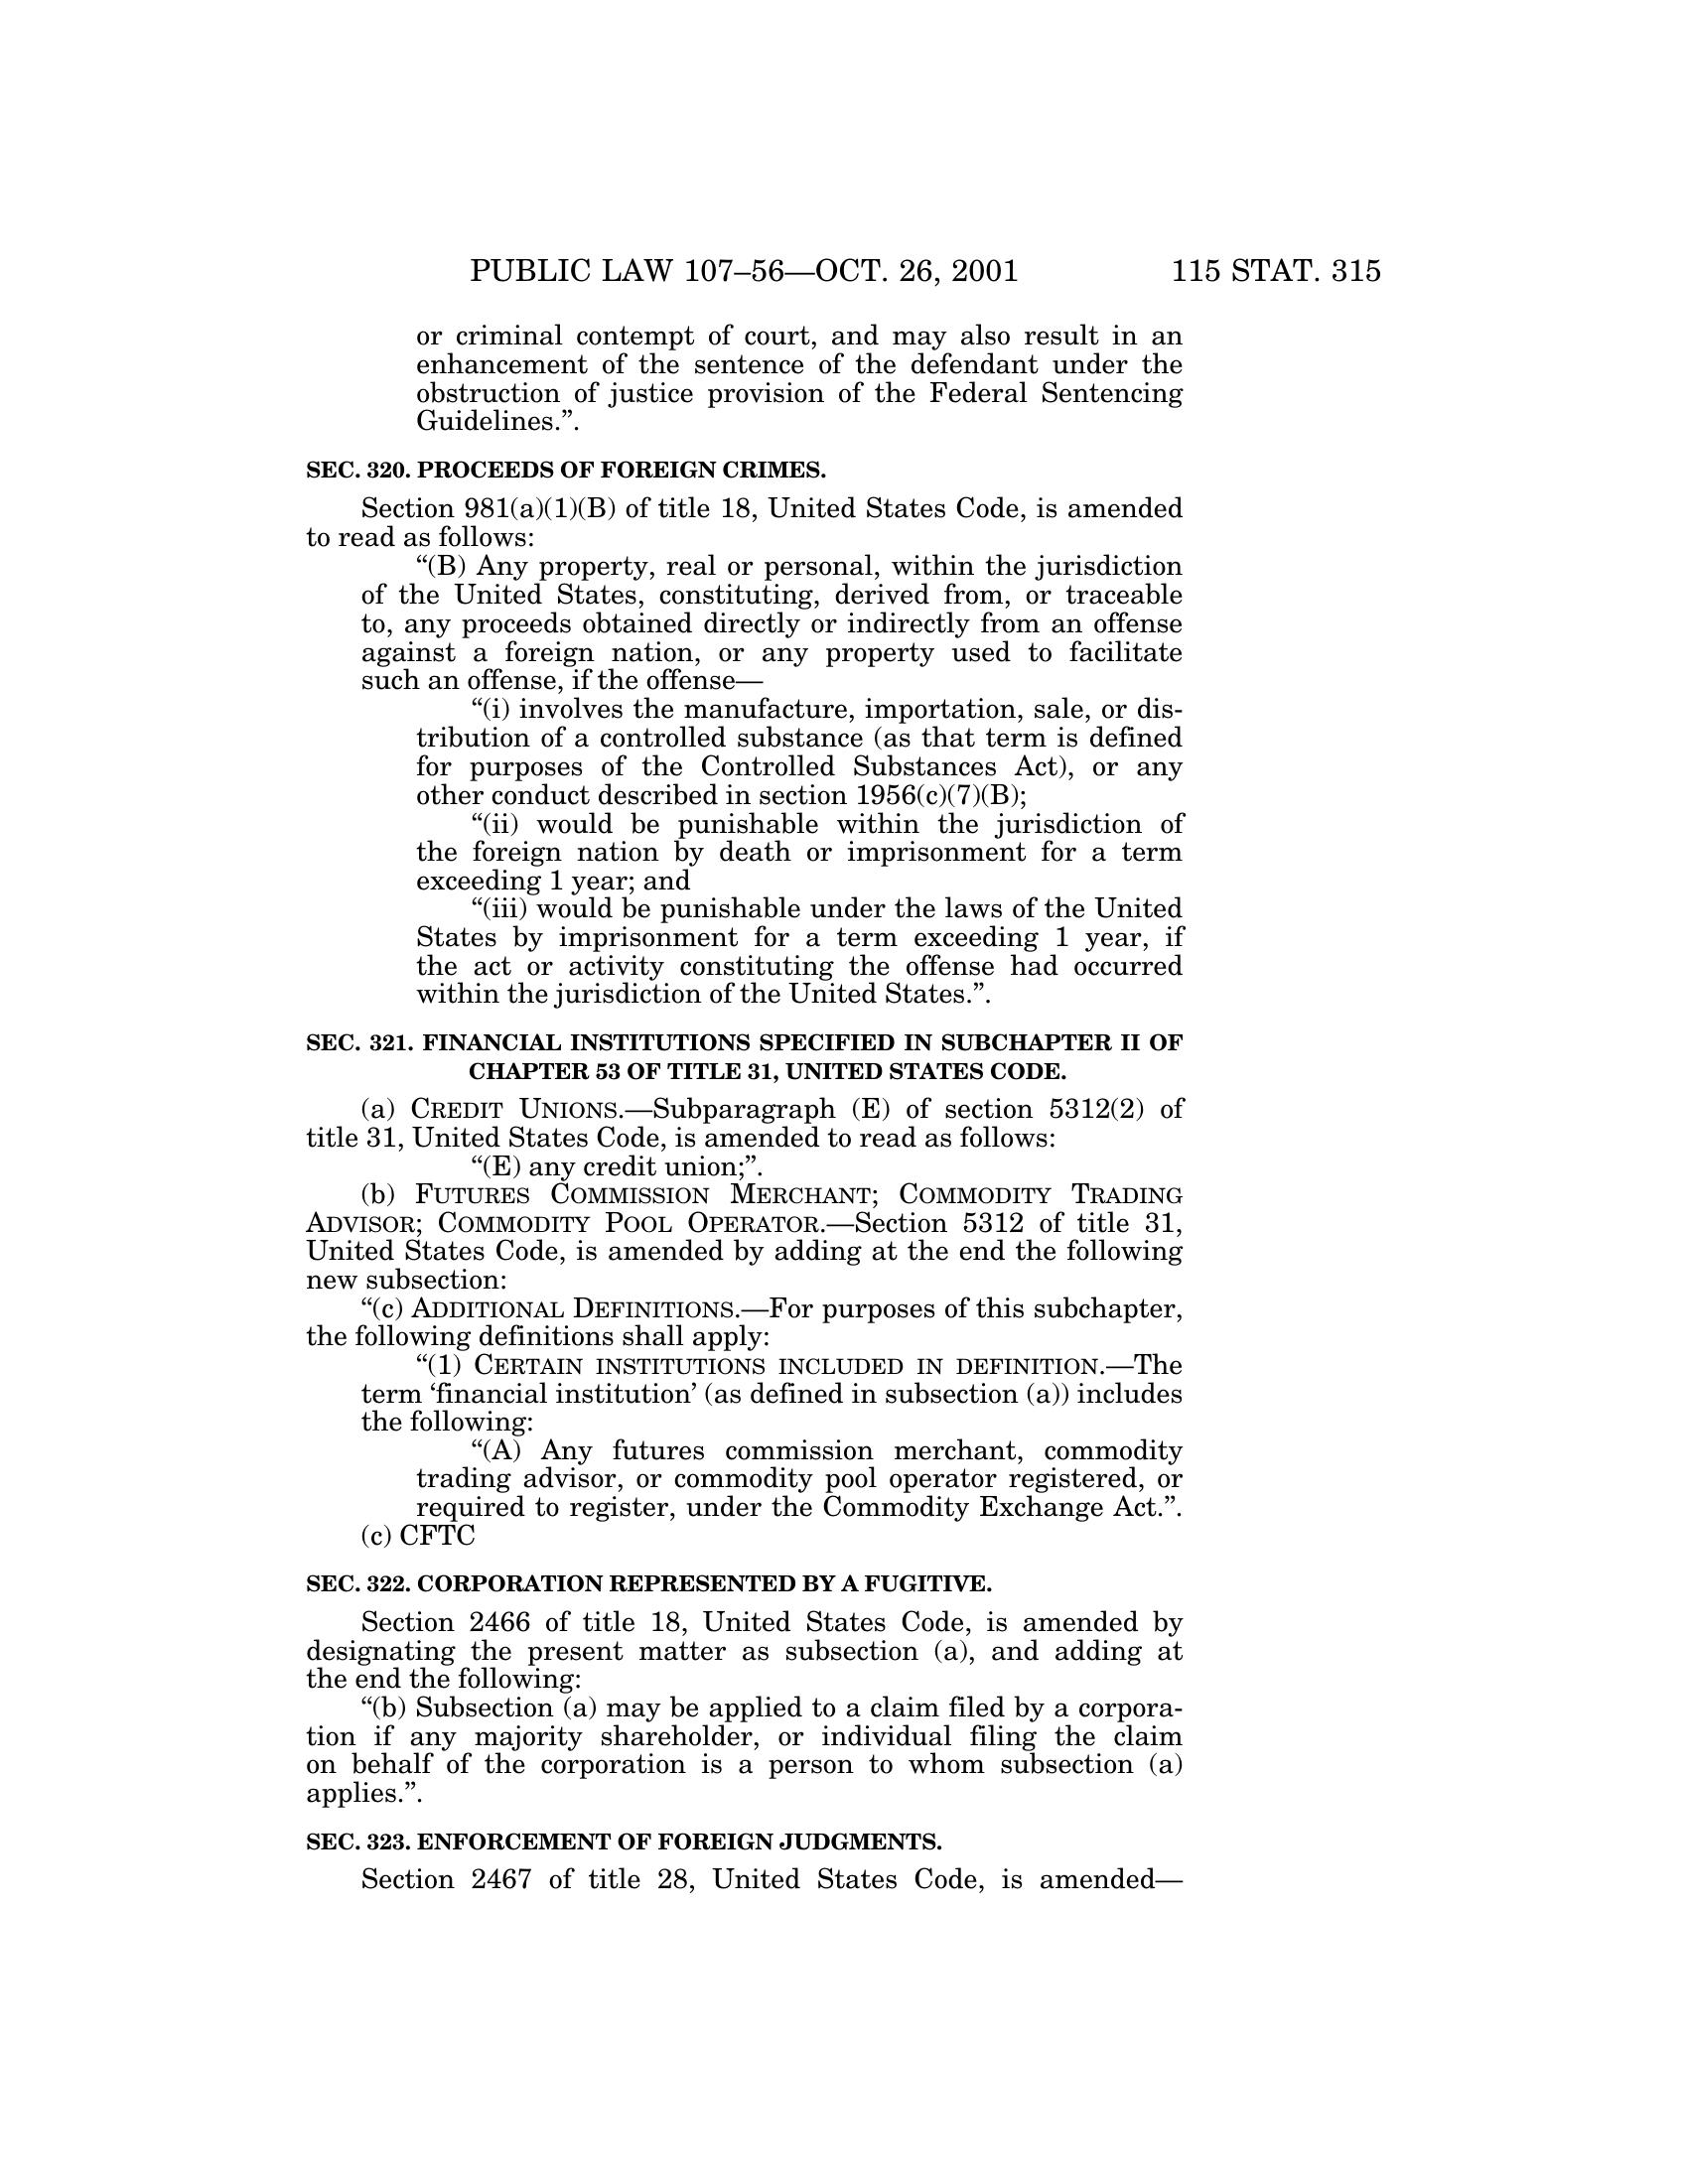 PUBLIC LAW 107–56—OCT. 26, 2001 115 STAT. 315
or criminal contempt of court, and may also result in an
enhancement of the sentence of the defendant under the
obstruction of justice provision of the Federal Sentencing
Guidelines.”.
SEC. 320. PROCEEDS OF FOREIGN CRIMES.
Section 981(a)(1)(B) of title 18, United States Code, is amended
to read as follows:
“(B) Any property, real or personal, within the jurisdiction
of the United States, constituting, derived from, or traceable
to, any proceeds obtained directly or indirectly from an offense
against a foreign nation, or any property used to facilitate
such an offense, if the offense—
“(i) involves the manufacture, importation, sale, or dis-
tribution of a controlled substance (as that term is defined
for purposes of the Controlled Substances Act), or any
other conduct described in section 1956(c)(7)(B);
“(ii) would be punishable within the jurisdiction of
the foreign nation by death or imprisonment for a term
exceeding 1 year; and
“(iii) would be punishable under the laws of the United
States by imprisonment for a term exceeding 1 year, if
the act or activity constituting the offense had occurred
within the jurisdiction of the United States.”.
SEC. 321. FINANCIAL INSTITUTIONS SPECIFIED IN SUBCHAPTER II OF
CHAPTER 53 OF TITLE 31, UNITED STATES CODE.
(a) CREDIT UNIONS.—Subparagraph (E) of section 5312(2) of
title 31, United States Code, is amended to read as follows:
“(E) any credit union;”.
(b) FUTURES COMMISSION MERCHANT; COMMODITY TRADING
ADVISOR; COMMODITY POOL OPERATOR.—Section 5312 of title 31,
United States Code, is amended by adding at the end the following
new subsection:
“(c) ADDITIONAL DEFINITIONS.—For purposes of this subchapter,
the following definitions shall apply:
“(1) CERTAIN INSTITUTIONS INCLUDED IN DEFINITION.—The
term ‘financial institution’ (as defined in subsection (a)) includes
the following:
“(A) Any futures commission merchant, commodity
trading advisor, or commodity pool operator registered, or
required to register, under the Commodity Exchange Act.”.
(c) CFTC
SEC. 322. CORPORATION REPRESENTED BY A FUGITIVE.
Section 2466 of title 18, United States Code, is amended by
designating the present matter as subsection (a), and adding at
the end the following:
“(b) Subsection (a) may be applied to a claim filed by a corpora-
tion if any majority shareholder, or individual filing the claim
on behalf of the corporation is a person to whom subsection (a)
applies.”.
SEC. 323. ENFORCEMENT OF FOREIGN JUDGMENTS.
Section 2467 of title 28, United States Code, is amended—